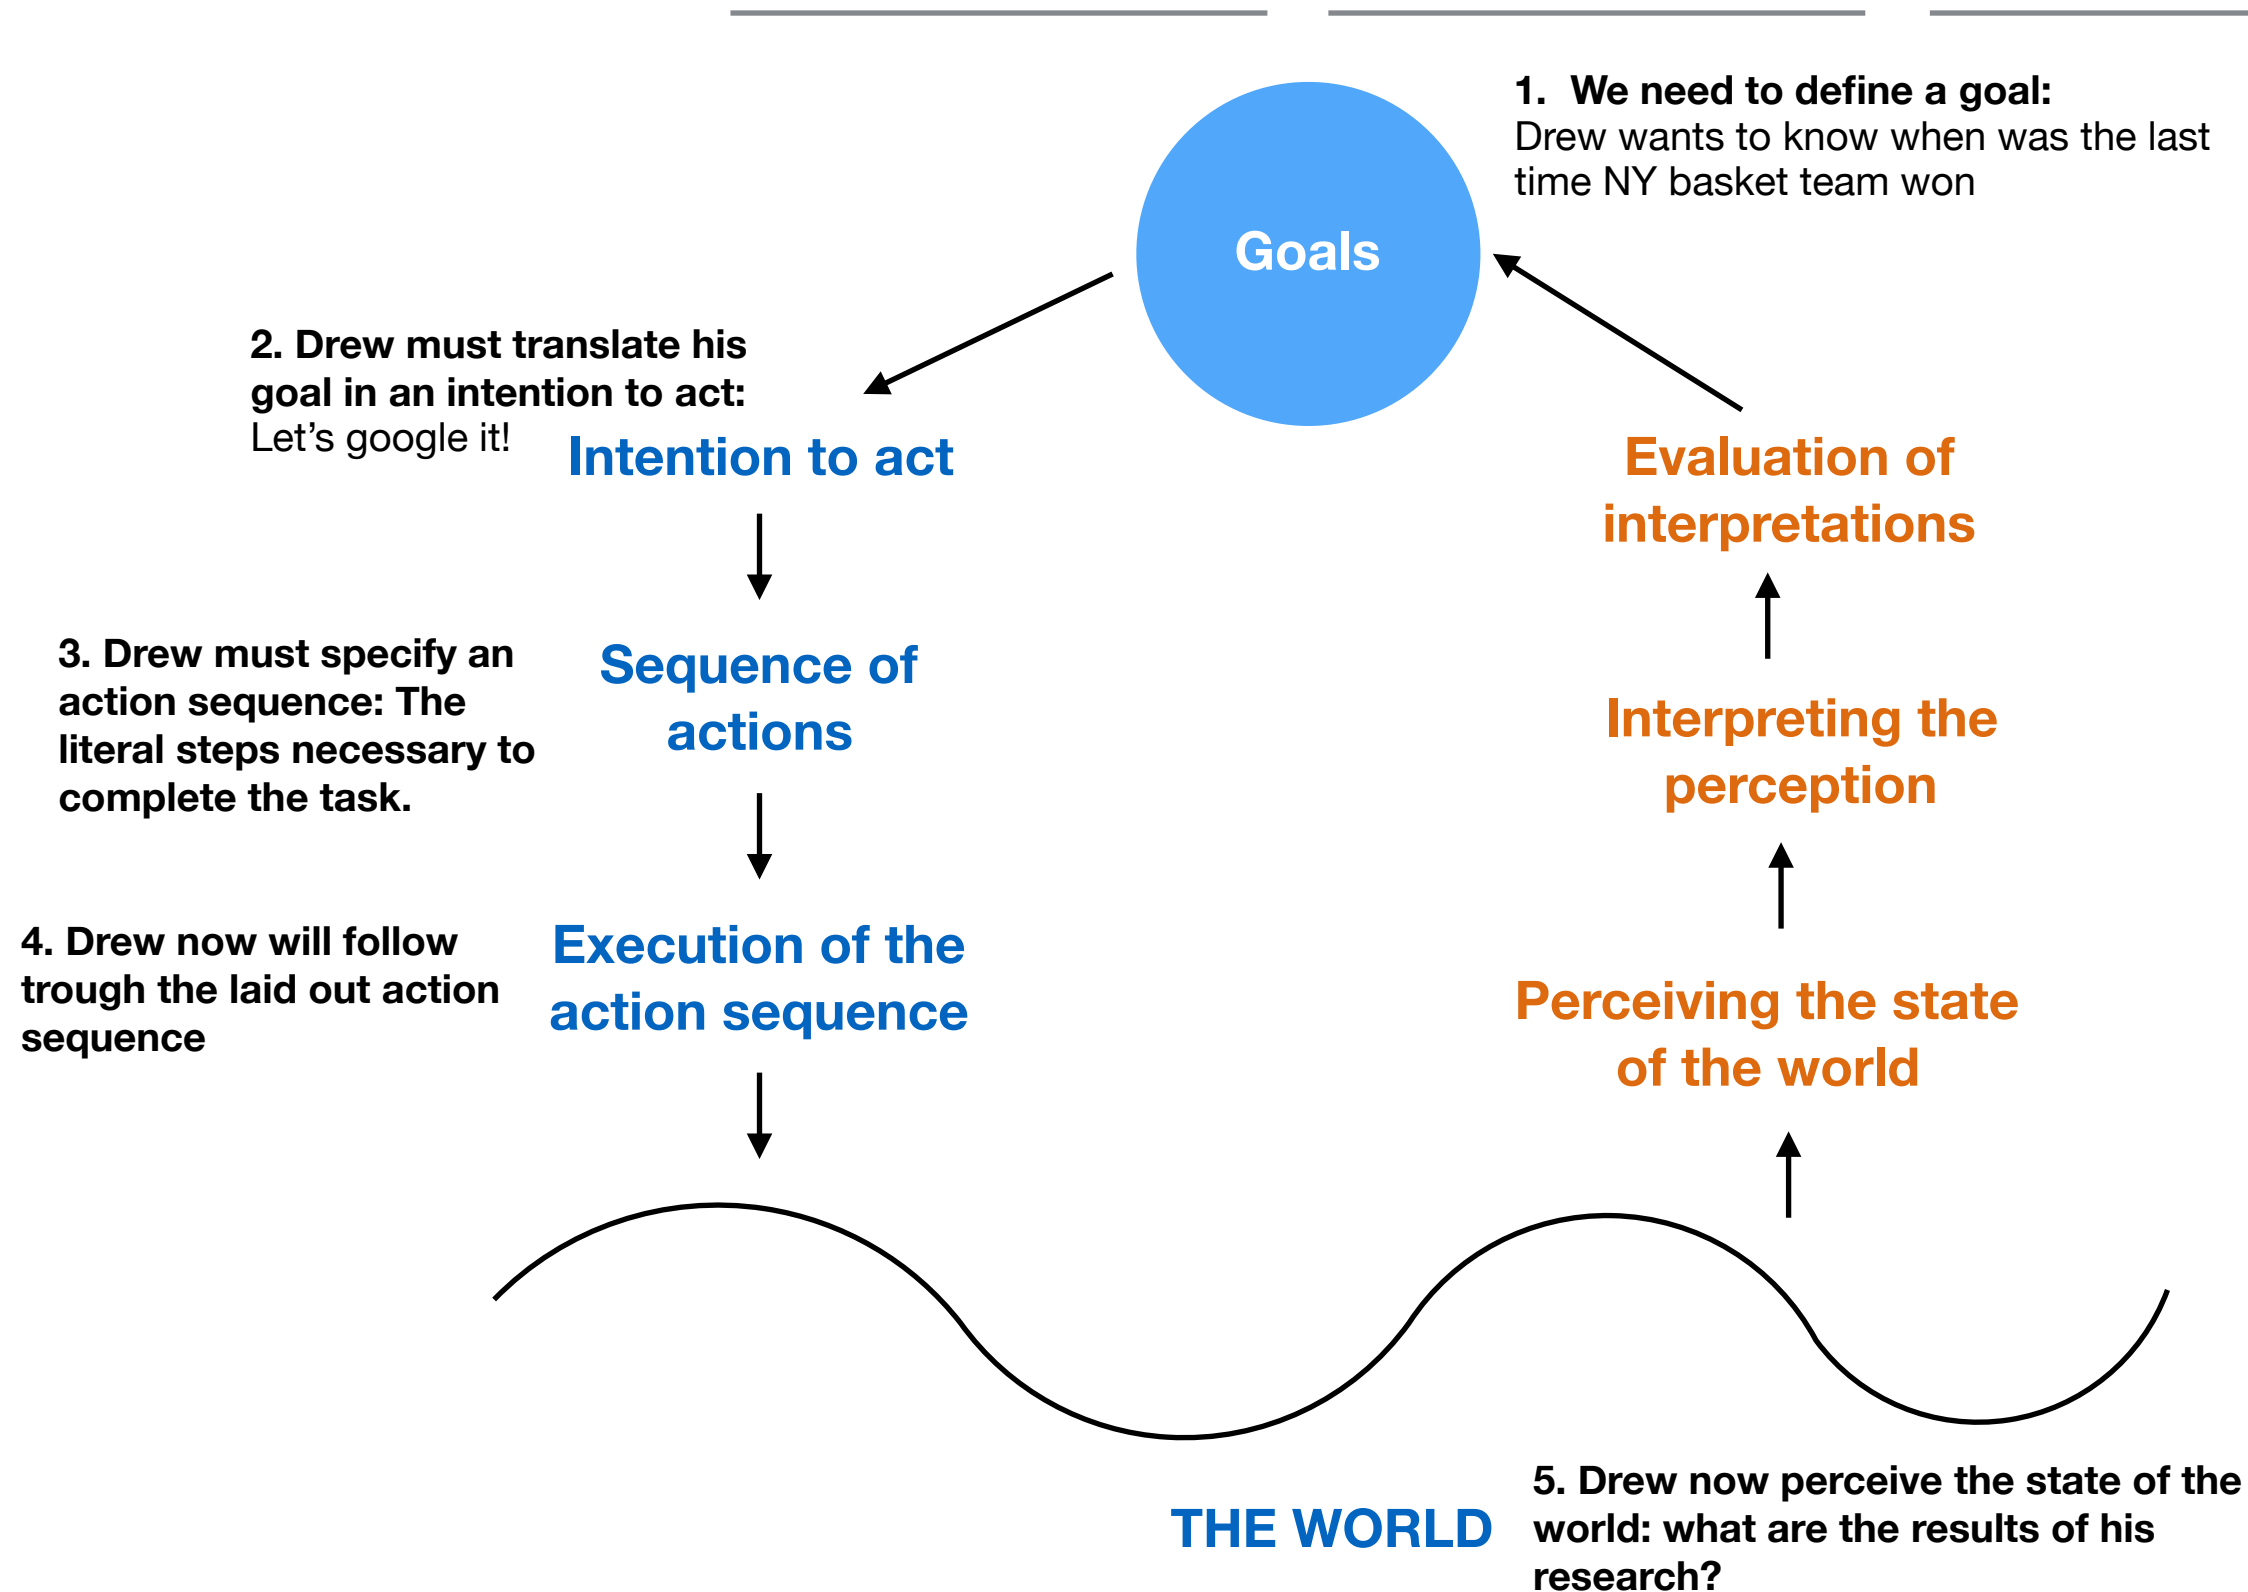 1. We need to define a goal:
Drew wants to know when was the last
time NY basket team won
Goals
2. Drew must translate his
goal in an intention to act:
Let’s google it!
Intention to act
3. Drew must specify an
action sequence: The
literal steps necessary to
complete the task.
Sequence of
actions
4. Drew now will follow
trough the laid out action
sequence
Execution of the
action sequence
Evaluation of
interpretations
Interpreting the
perception
Perceiving the state
of the world
THE WORLD
5. Drew now perceive the state of the
world: what are the results of his
research?